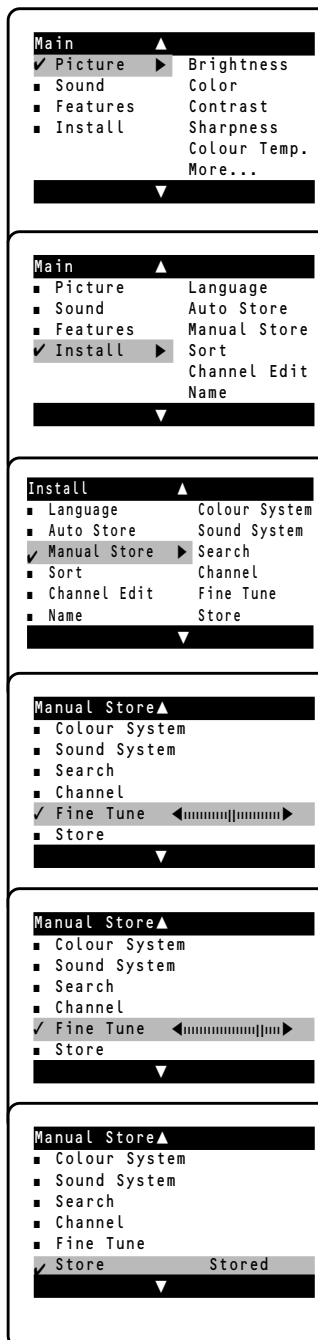 Main
Picture Brightness
Sound Color
Features Contrast
Install Sharpness
Colour Temp.
More...
Main
Picture Language
Sound Auto Store
Features Manual Store
Install Sort
Channel Edit
Name
Install
Language Colour System
Auto Store Sound System
Manual Store Search
Sort Channel
Channel Edit Fine Tune
Name Store
Manual Store
Colour System
Sound System
Search
Channel
Fine Tune
Store
Manual Store
Colour System
Sound System
Search
Channel
Fine Tune
Store
Manual Store
Colour System
Sound System
Search
Channel
Fine Tune
Store Stored